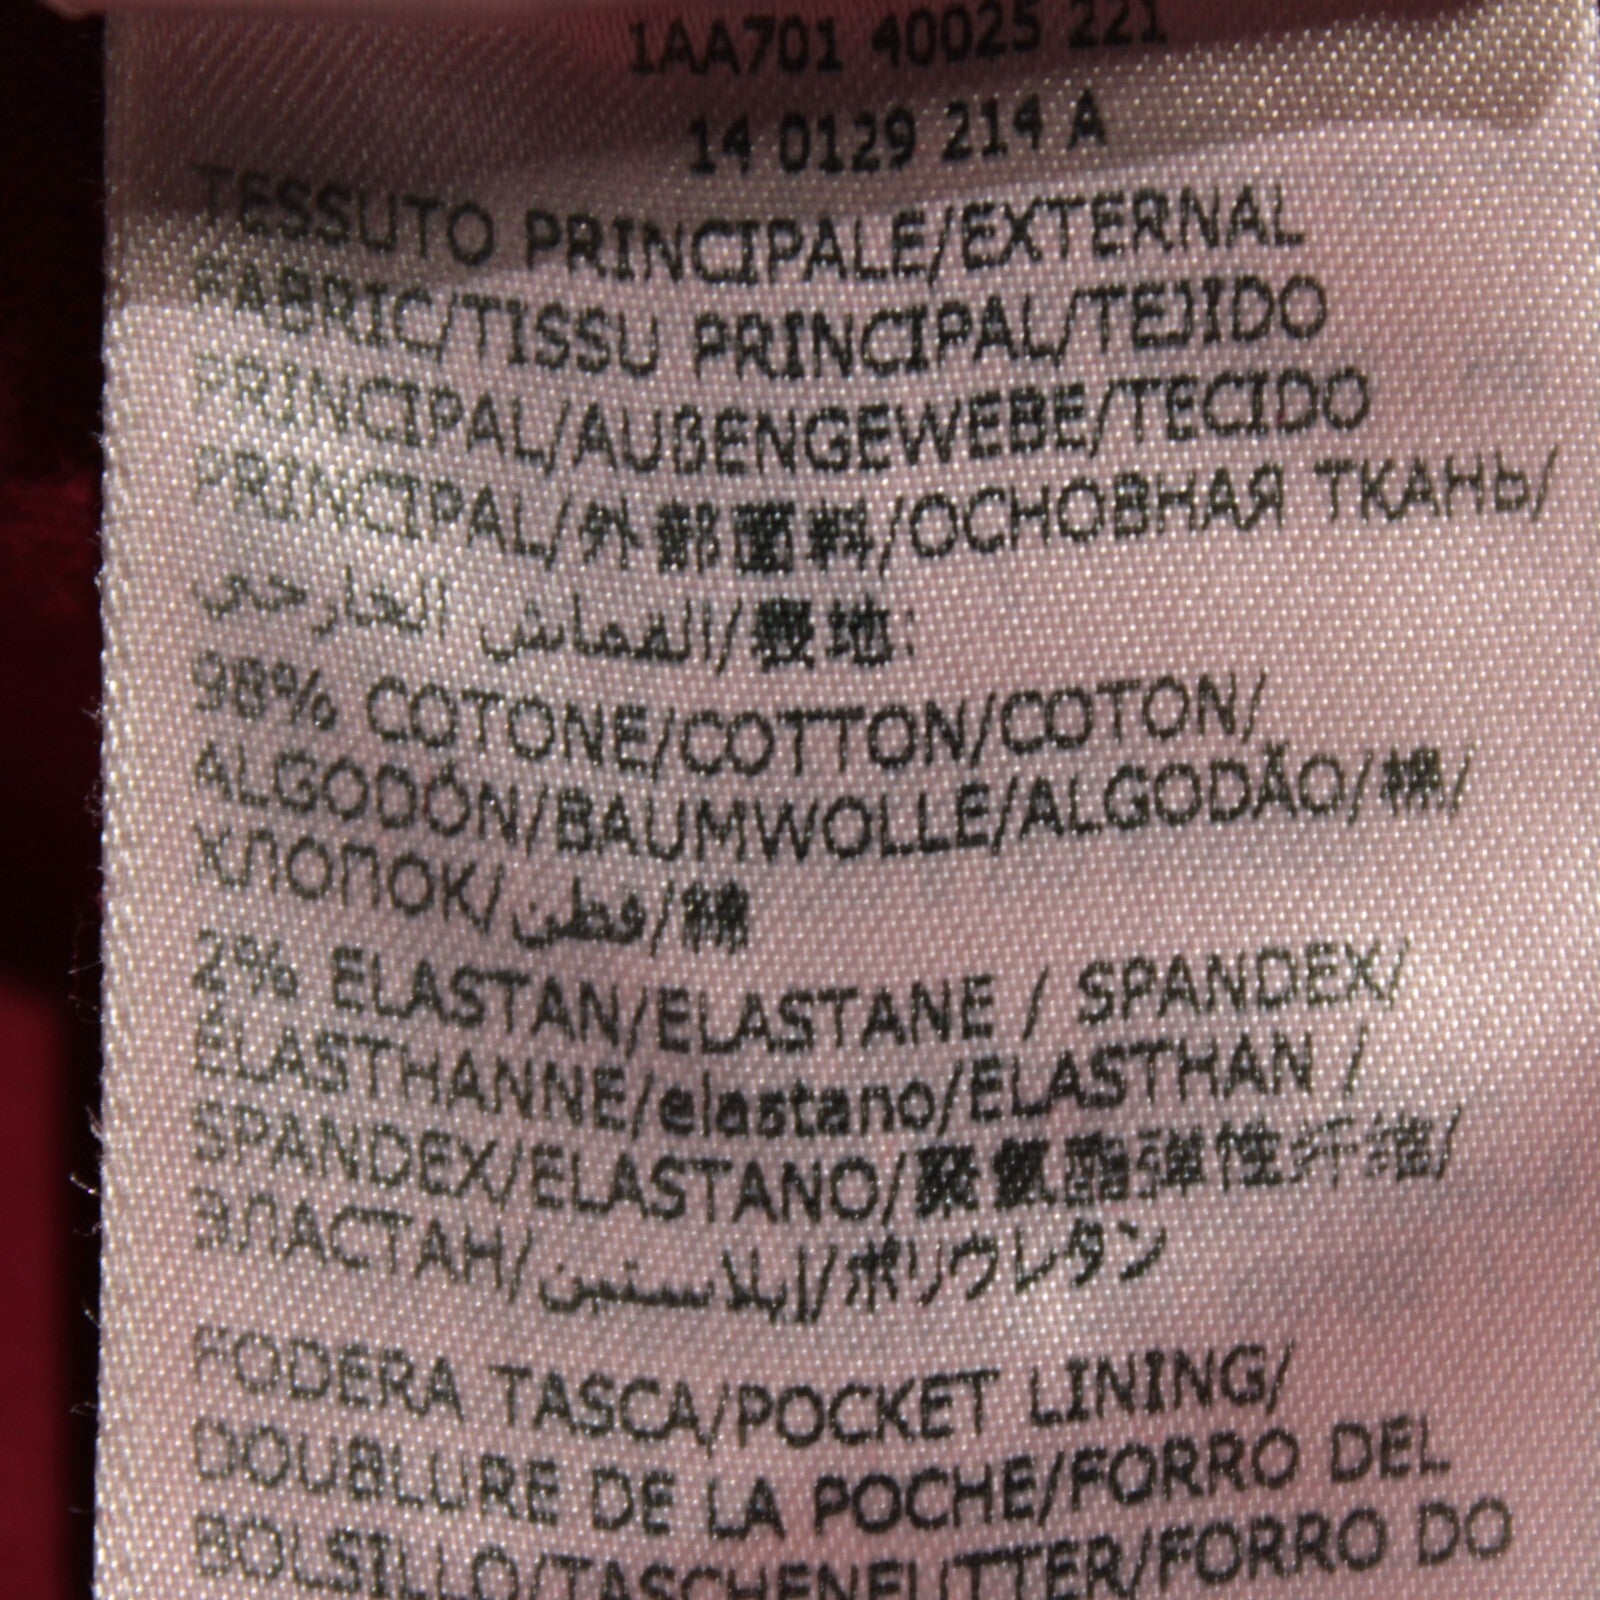 1AA701 40025 221
14 0129 214 A
TESSUTO PRINCIPALE/EXTERNAL
FABRIC/TISSU PRINCIPAL/TEJIDO
PRINCIPAL/AUßENGEWEBE/TECIDO
PRINCIPAL/外部面料/ОСНОВНАЯ ТКАНЬ/
القماش الخارجي/表地:
98% COTONE/COTTON/COTON/
ALGODÓN/BAUMWOLLE/ALGODÃO/棉/
ХЛОПОК/قطن/綿
2% ELASTAN/ELASTANE / SPANDEX/
ÉLASTHANNE/elastano/ELASTHAN /
SPANDEX/ELASTANO/聚氨酯弹性纤维/
ЭЛАСТАН/إيلاستين/ポリウレタン
FODERA TASCA/POCKET LINING/
DOUBLURE DE LA POCHE/FORRO DEL
BOLSILLO/TASCHENFUTTER/FORRO DO